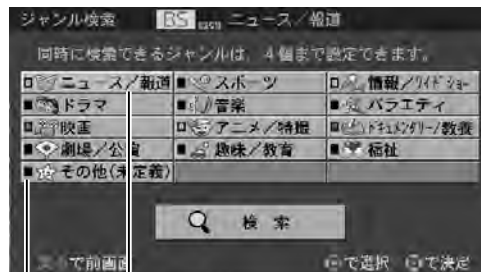 ジャンル検索 BS ニュース／報道
同時に検索できるジャンルは、4個まで設定できます。
ニュース／報道 スポーツ 情報／ワイドショー
ドラマ 音楽 バラエティ
映画 アニメ／特撮 ドキュメンタリー／教養
劇場／公演 趣味／教育 福祉
その他(未定義)
検 索
で前画面 で選択 で決定